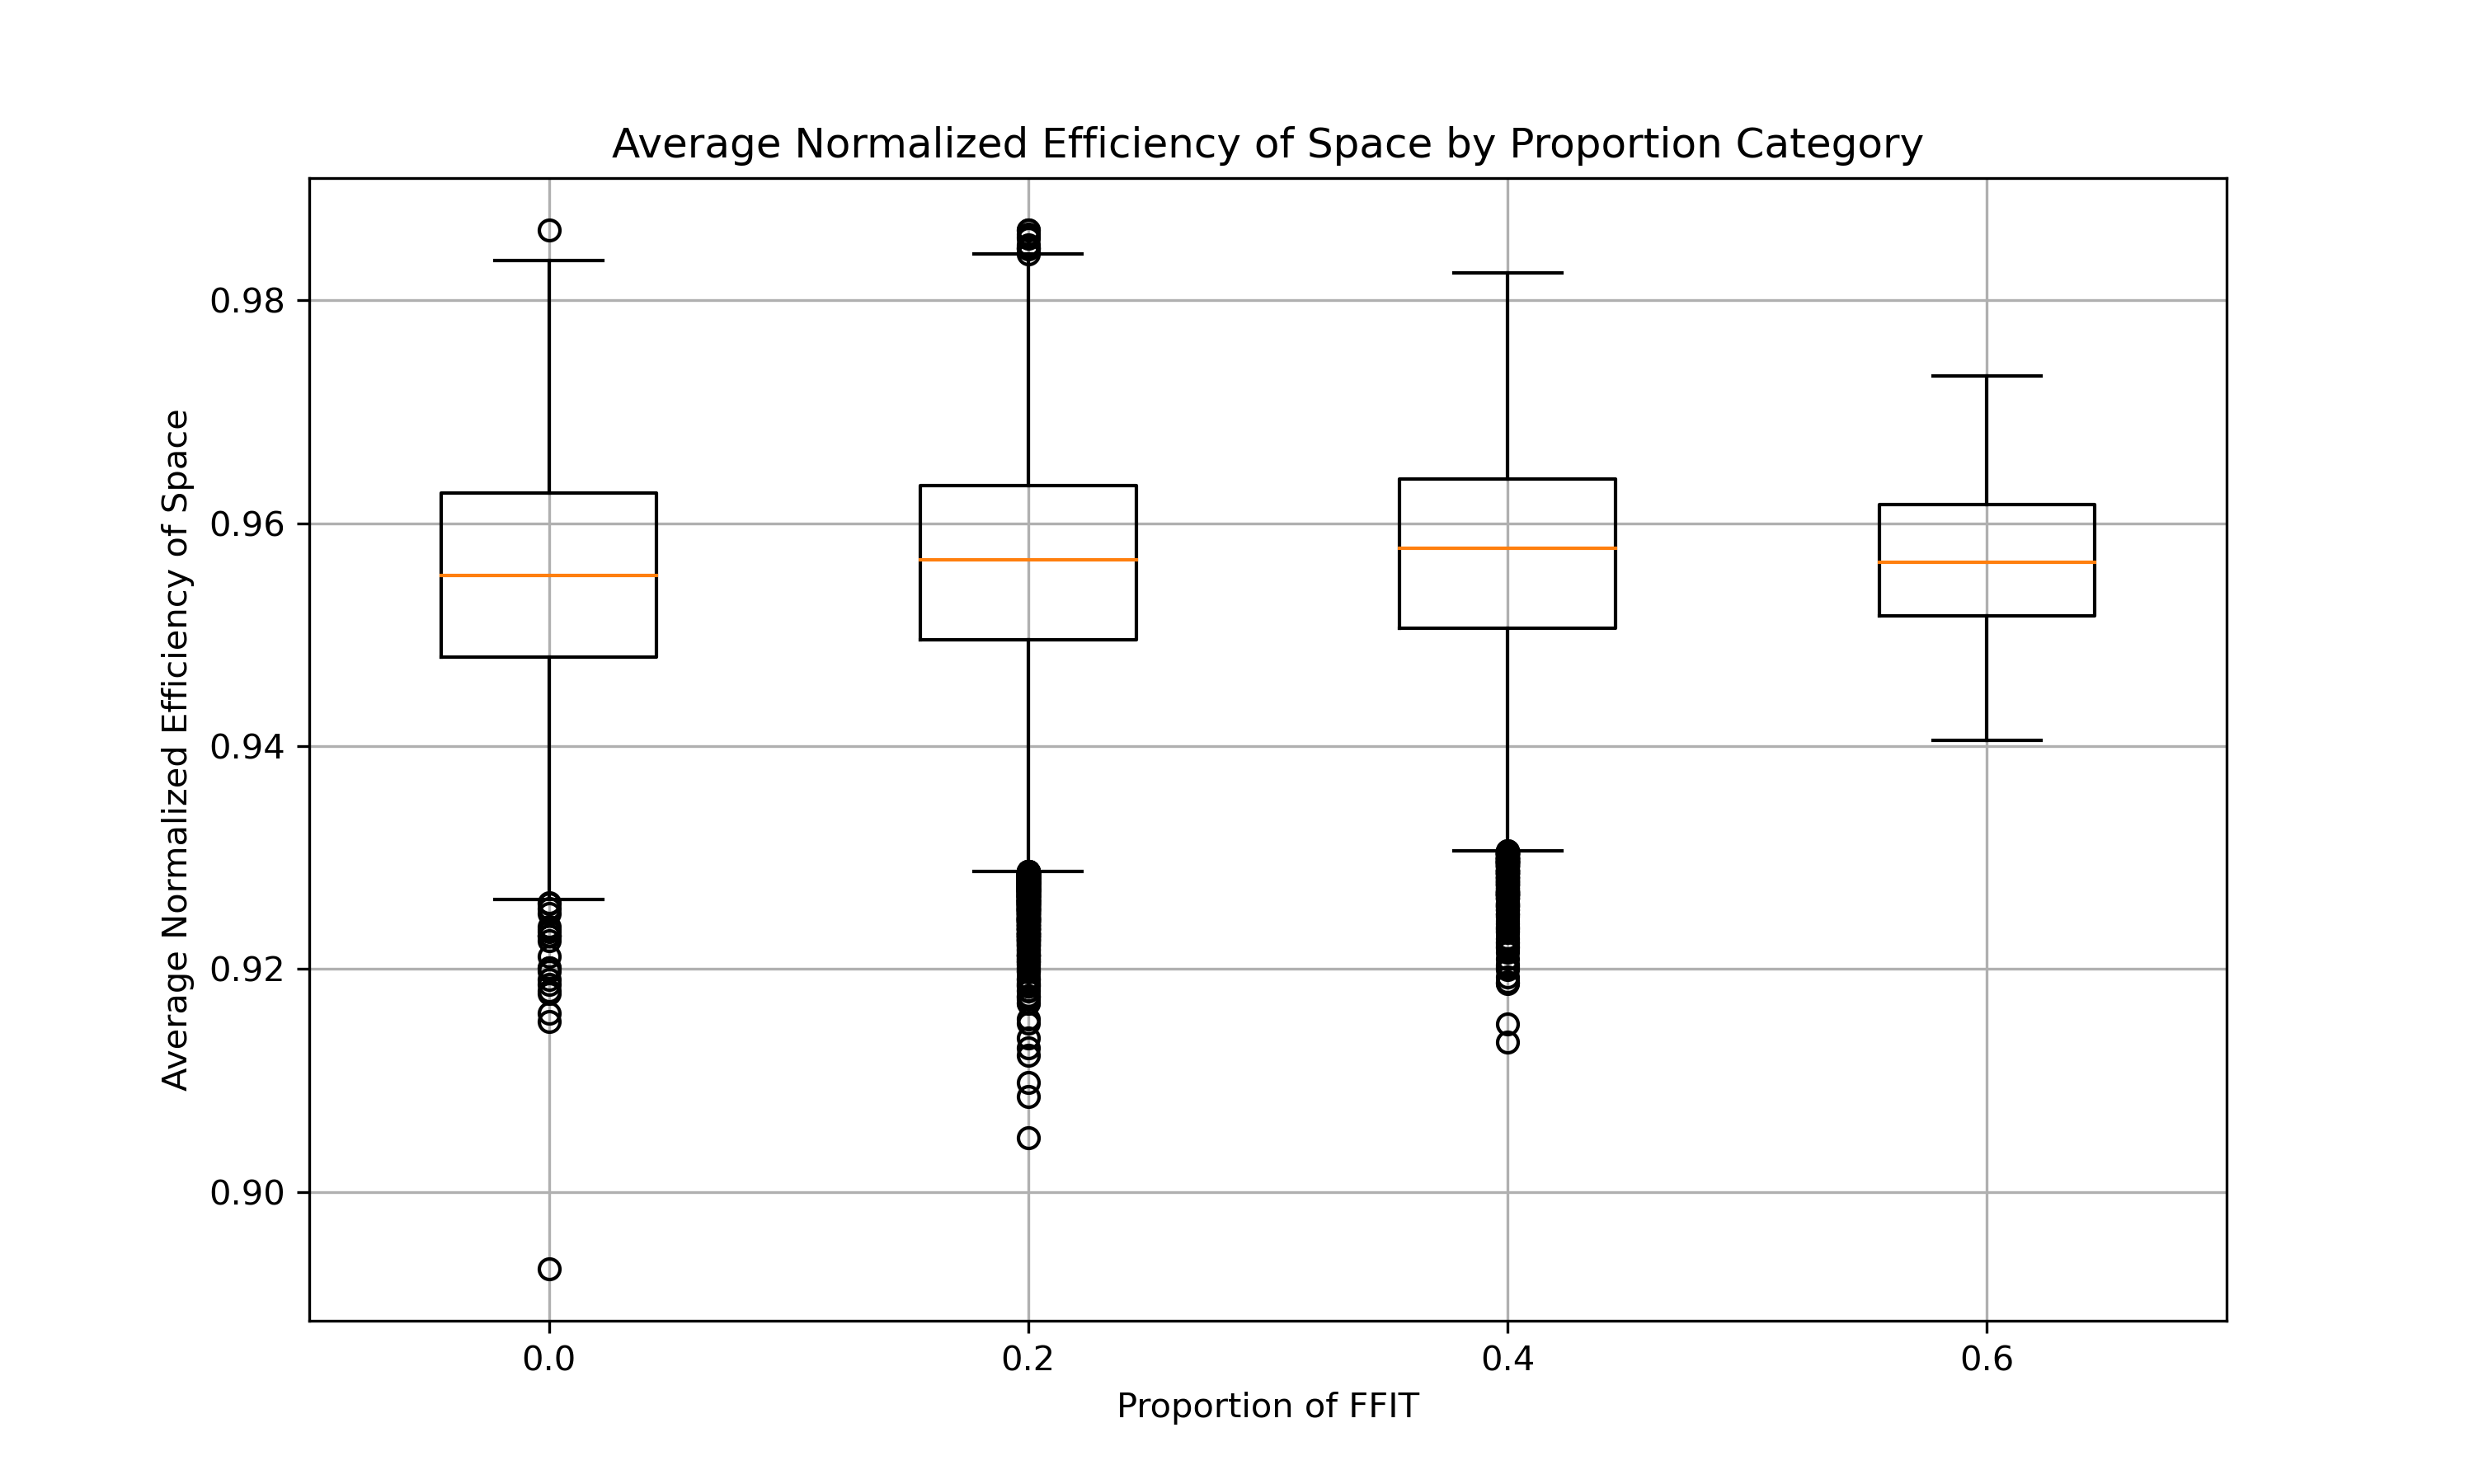 Average Normalized Efficiency of Space by Proportion Category
Average Normalized Efficiency of Space
0.98
0.96
0.94
0.92
0.90
0.0 0.2 0.4 0.6
Proportion of FFIT